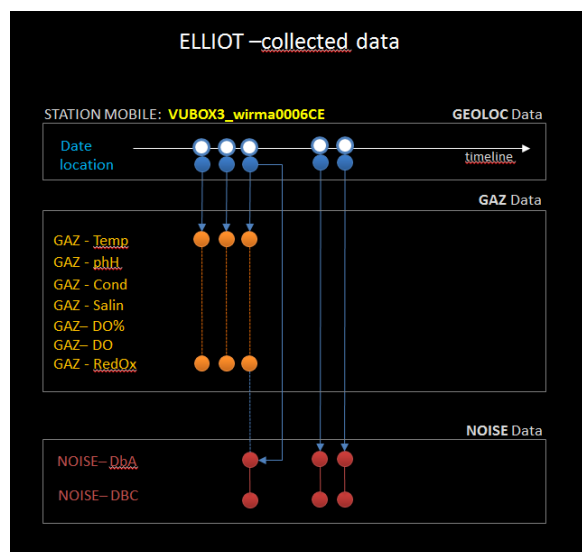 ELLIOT –collected data
STATION MOBILE: VUBOX3_wirma0006CE GEOLOC Data
Date
location
timeline
GAZ Data
GAZ - Temp
GAZ - phH
GAZ - Cond
GAZ - Salin
GAZ– DO%
GAZ– DO
GAZ - RedOx
NOISE Data
NOISE– DbA
NOISE– DBC